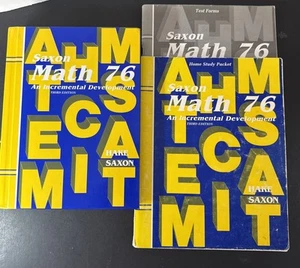 Saxon
Math 76
An Incremental Development
THIRD EDITION
HAKE
SAXON
Test Forms
Saxon
Math 76
Home Study Packet
Saxon
Math 76
An Incremental Development
THIRD EDITION
HAKE
SAXON